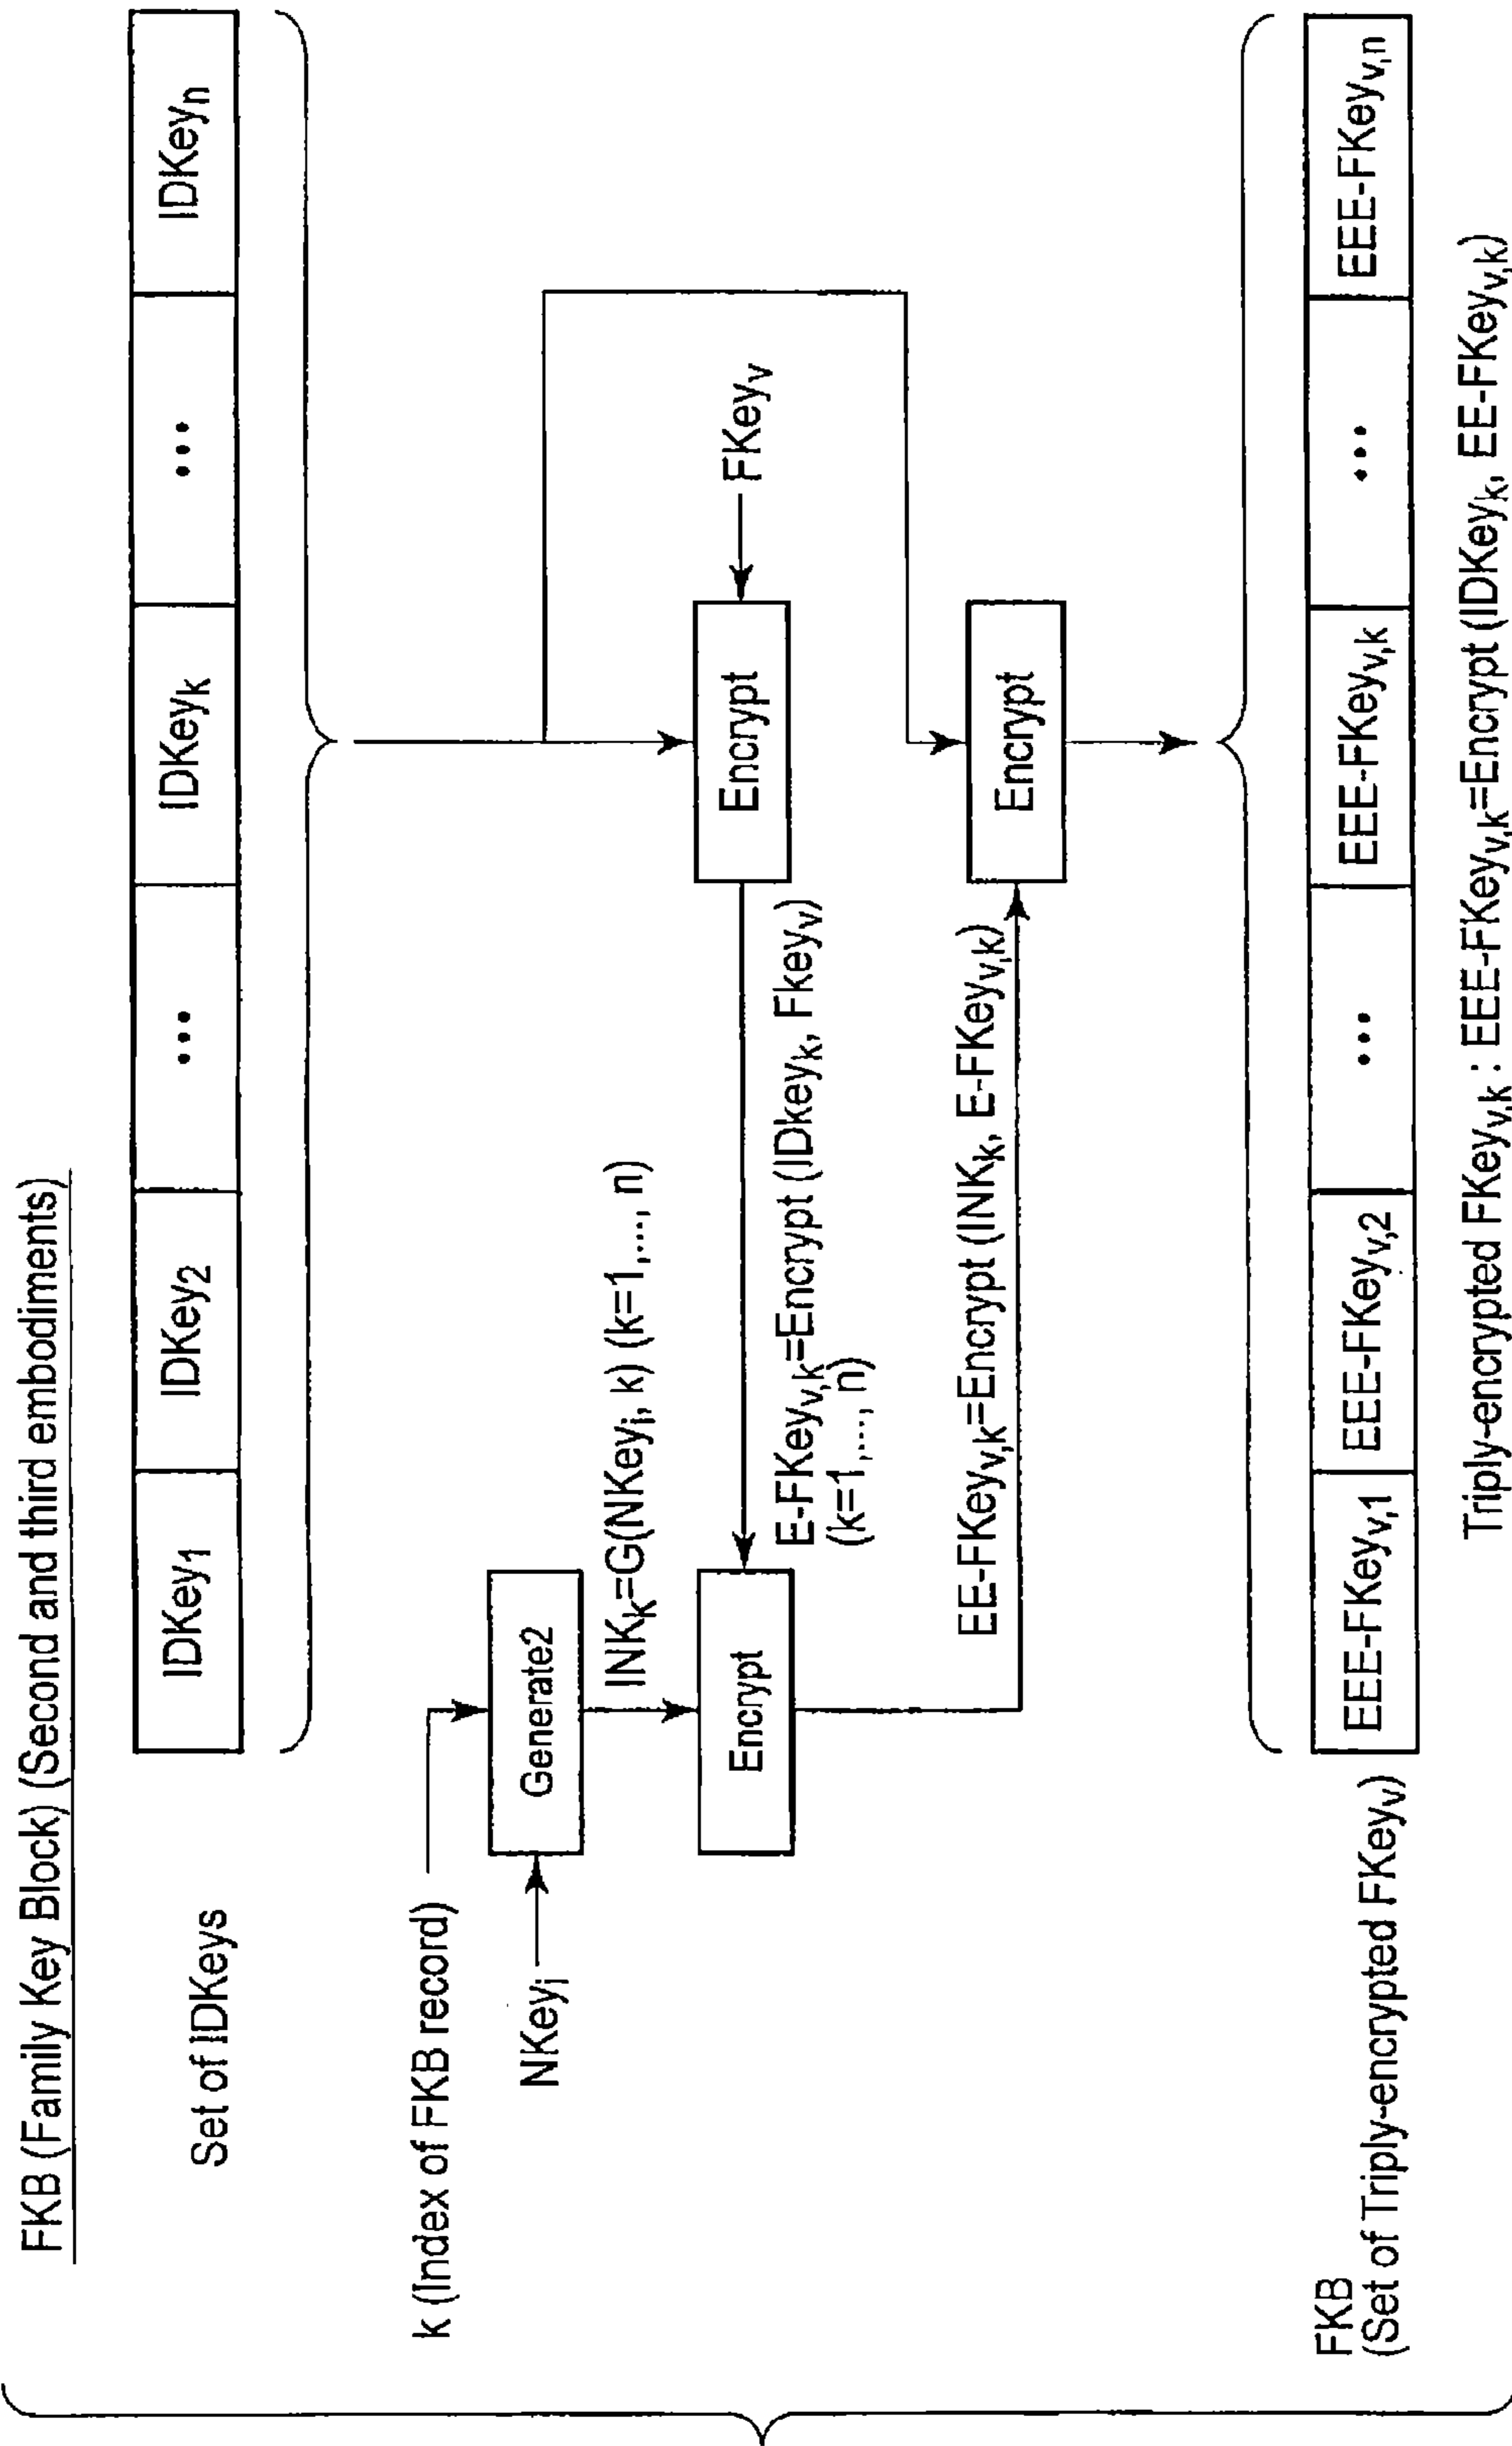 FKB (Family Key Block) (Second and third embodiments)
Set of IDKeys
IDKey1
IDKey2
...
IDKeyk
...
IDKeyn
k (Index of FKB record)
NKeyi
Generate2
INKk=G(NKeyi, k) (k=1,..., n)
Encrypt
E-FKeyv,k=Encrypt (IDkeyk, Fkeyv)
(k=1,..., n)
Encrypt
FKeyv
EE-FKeyv,k=Encrypt (INKk, E-FKeyv,k)
Encrypt
FKB
(Set of Triply-encrypted FKeyv)
EEE-FKeyv,1
EEE-FKeyv,2
...
EEE-FKeyv,k
...
EEE-FKeyv,n
Triply-encrypted FKeyv,k : EEE-FKeyv,k=Encrypt (IDKeyk, EE-FKeyv,k)